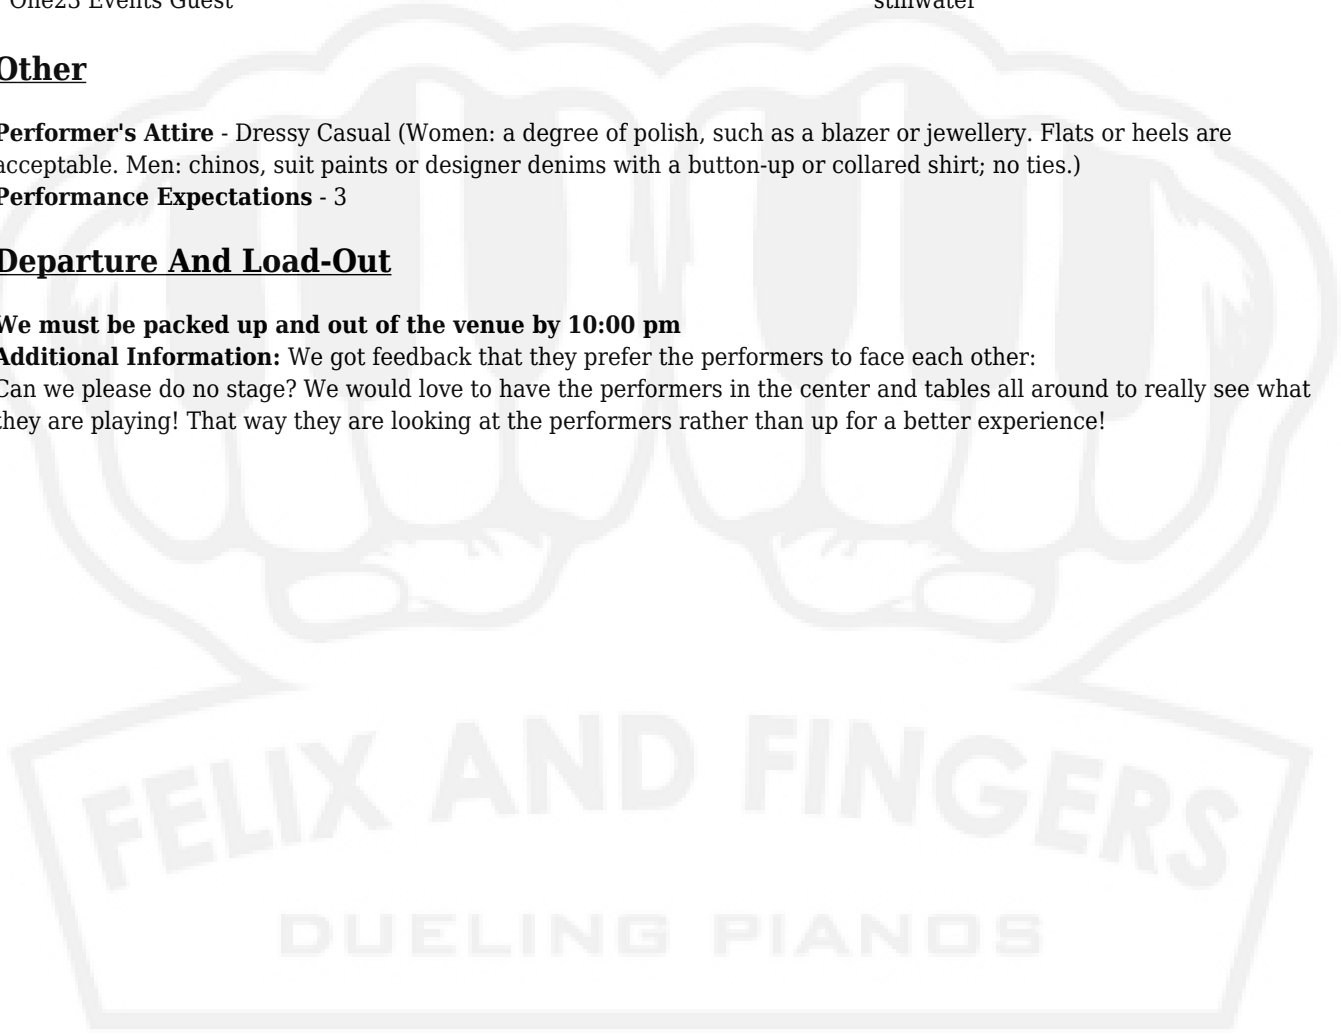 One23 Events Guest stillwater
Other
Performer's Attire - Dressy Casual (Women: a degree of polish, such as a blazer or jewellery. Flats or heels are
acceptable. Men: chinos, suit paints or designer denims with a button-up or collared shirt; no ties.)
Performance Expectations - 3
Departure And Load-Out
We must be packed up and out of the venue by 10:00 pm
Additional Information: We got feedback that they prefer the performers to face each other:
Can we please do no stage? We would love to have the performers in the center and tables all around to really see what
they are playing! That way they are looking at the performers rather than up for a better experience!
FELIX AND FINGERS
DUELING PIANOS